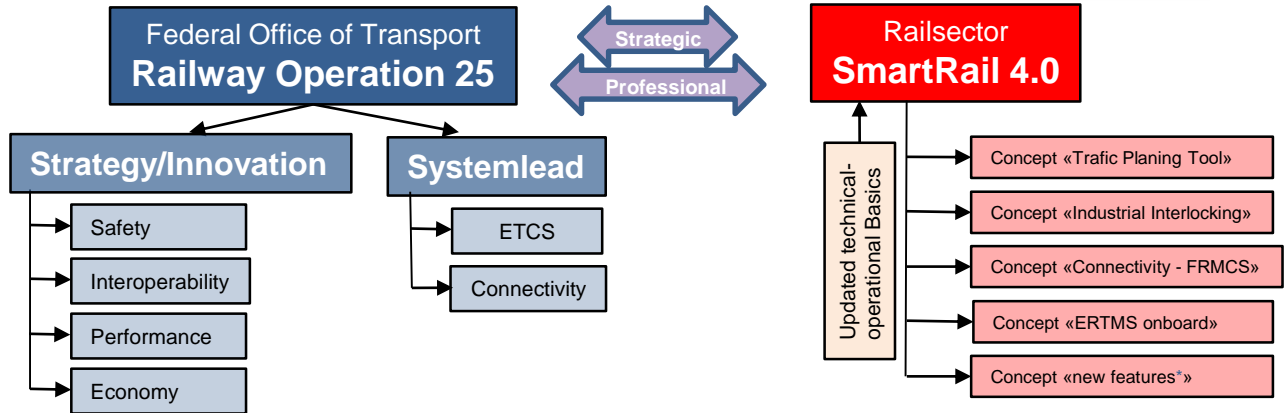 Federal Office of Transport
Railway Operation 25
Strategic
Professional
Railsector
SmartRail 4.0
Strategy/Innovation
Safety
Interoperability
Performance
Economy
Systemlead
ETCS
Connectivity
Updated technical-
operational Basics
Concept «Trafic Planing Tool»
Concept «Industrial Interlocking»
Concept «Connectivity - FRMCS»
Concept «ERTMS onboard»
Concept «new features*»